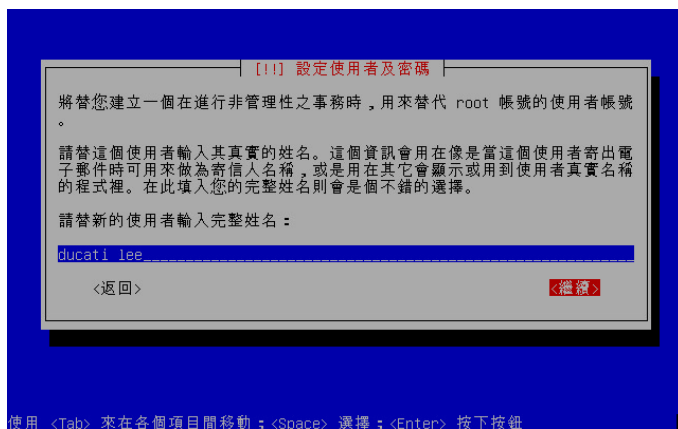 [!!] 設定使用者及密碼
將替您建立一個在進行非管理性之事務時，用來替代 root 帳號的使用者帳號
。
請替這個使用者輸入其真實的姓名。這個資訊會用在像是當這個使用者寄出電
子郵件時可用來做為寄信人名稱，或是用在其它會顯示或用到使用者真實名稱
的程式裡。在此填入您的完整姓名則會是個不錯的選擇。
請替新的使用者輸入完整姓名：
ducati lee
<返回> <繼續>
使用 <Tab> 來在各個項目間移動；<Space> 選擇；<Enter> 按下按鈕